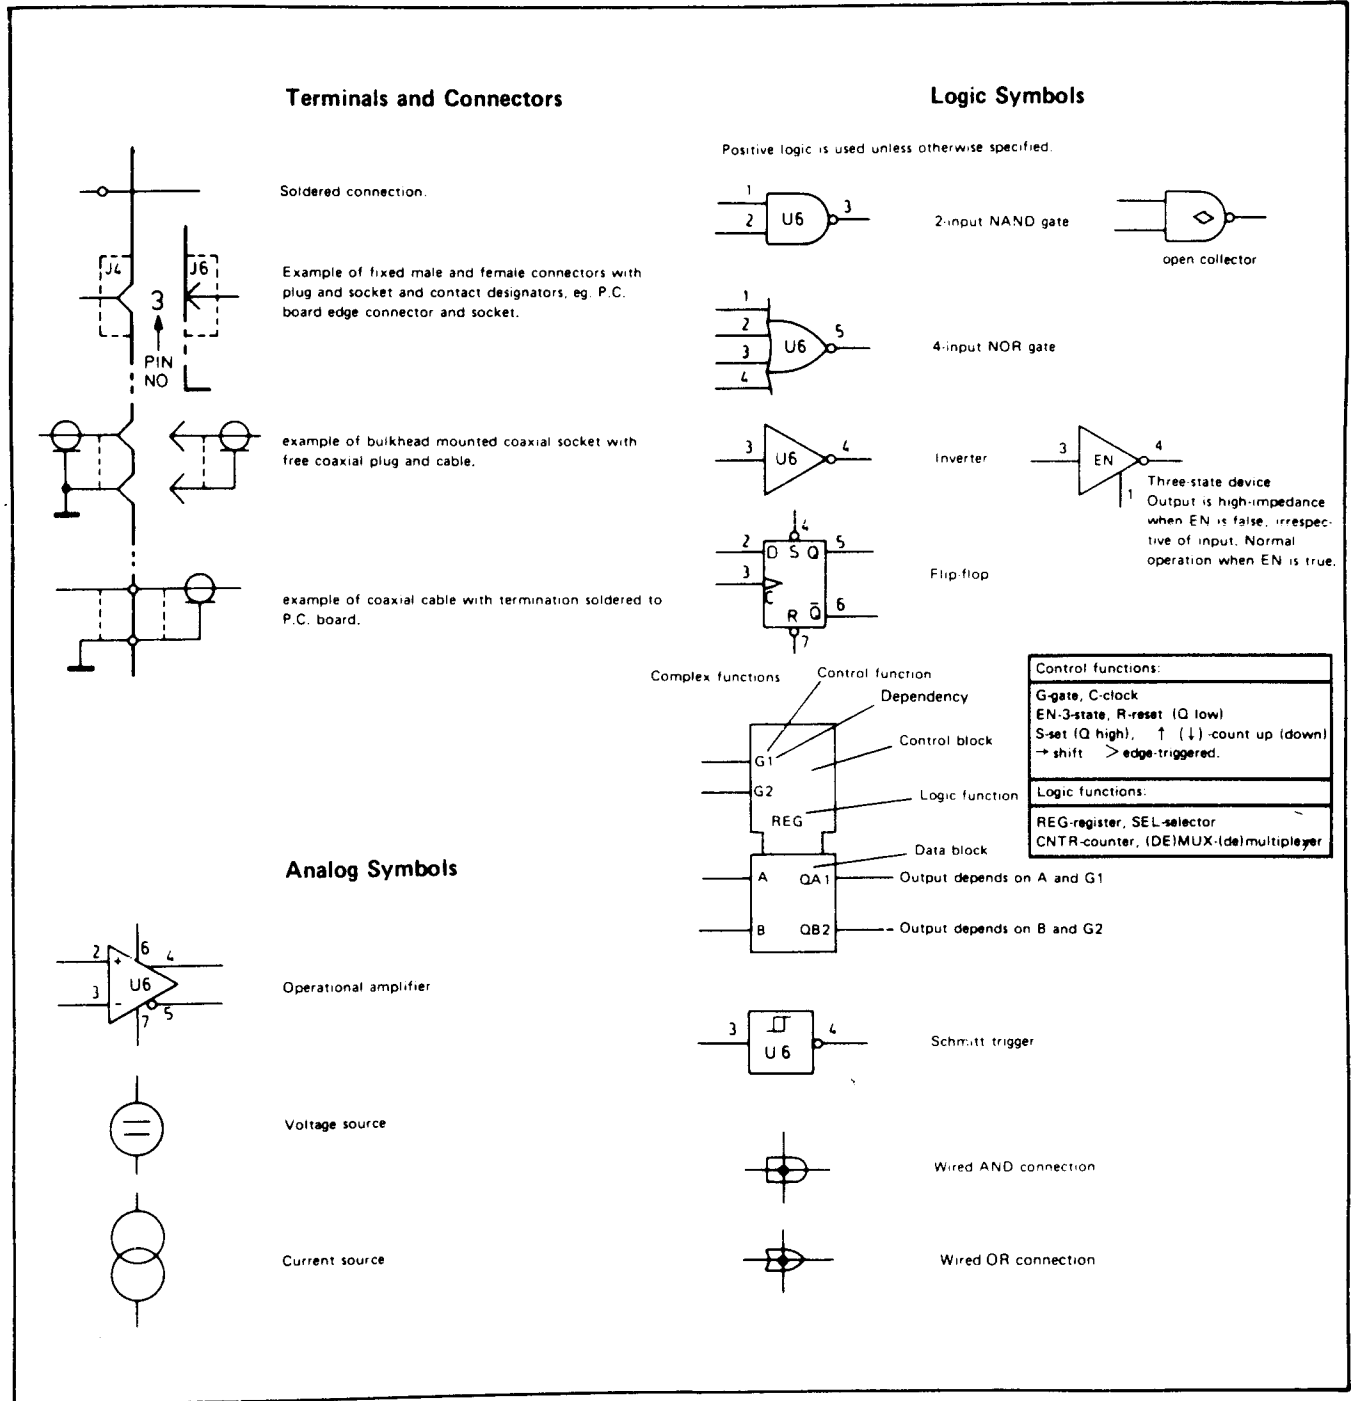 Terminals and Connectors
Soldered connection.
J4
J6
3
PIN
NO
Example of fixed male and female connectors with
plug and socket and contact designators, eg. P.C.
board edge connector and socket.
example of bulkhead mounted coaxial socket with
free coaxial plug and cable.
example of coaxial cable with termination soldered to
P.C. board.
Analog Symbols
2
6
4
+
U6
3
-
7
5
Operational amplifier
Voltage source
Current source
Logic Symbols
Positive logic is used unless otherwise specified.
1
2
U6
3
2-input NAND gate
open collector
1
2
3
4
U6
5
4-input NOR gate
3
U6
4
Inverter
3
EN
4
1
Three-state device
Output is high-impedance
when EN is false, irrespec-
tive of input. Normal
operation when EN is true.
4
2
D S Q
5
3
C
R Q̄
6
7
Flip-flop
Complex functions
Control function
Dependency
Control block
G1
G2
Logic function
REG
Data block
A QA1
Output depends on A and G1
B QB2
Output depends on B and G2
Control functions:
G-gate, C-clock
EN-3-state, R-reset (Q low)
S-set (Q high), ↑ (↓) -count up (down)
→ shift > edge-triggered.
Logic functions:
REG-register, SEL-selector
CNTR-counter, (DE)MUX-(de)multiplexer
3
U6
4
Schmitt trigger
Wired AND connection
Wired OR connection